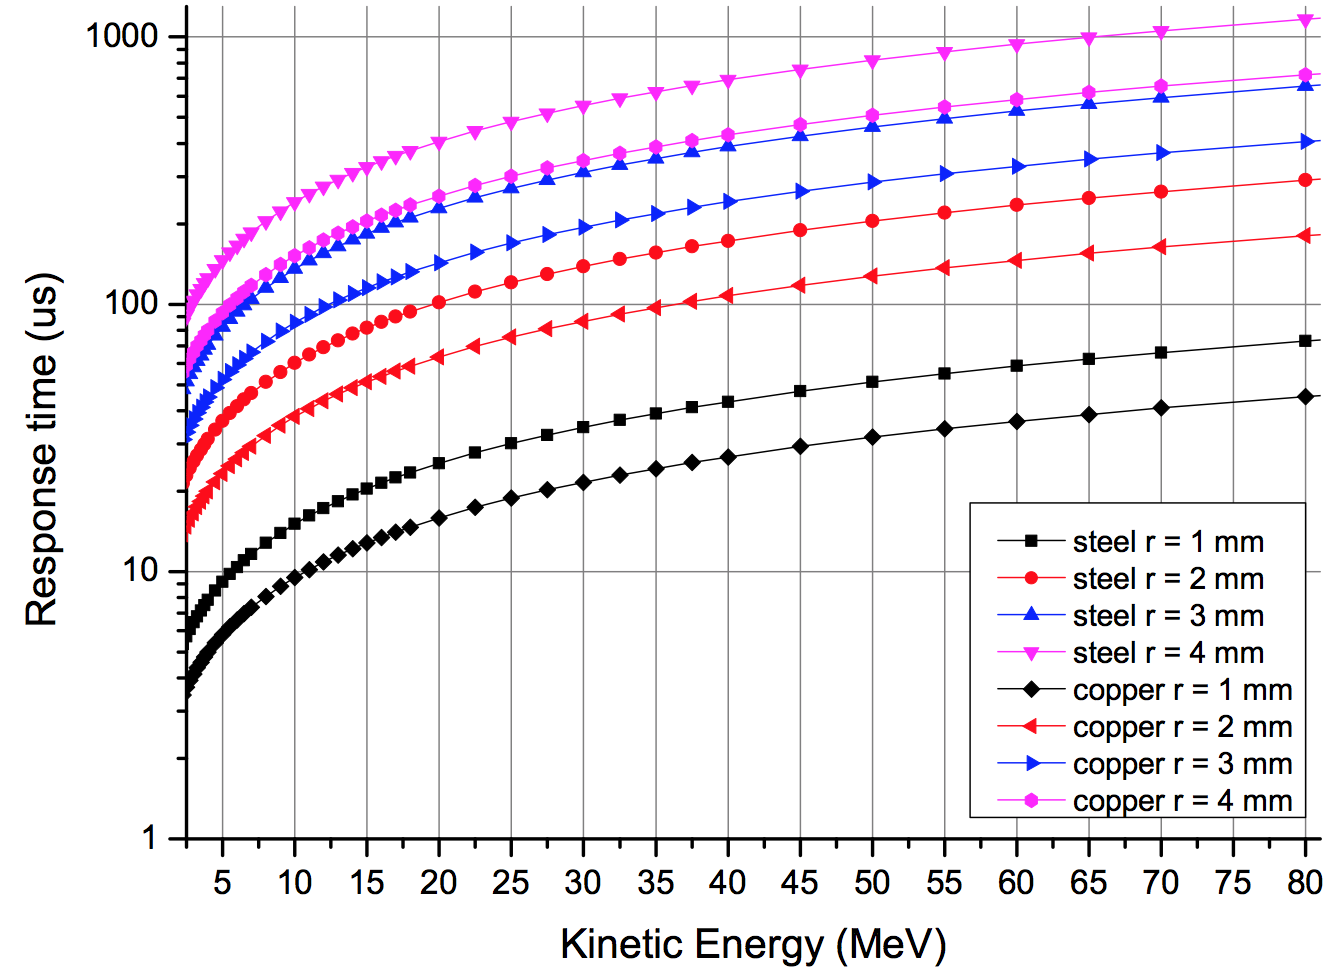 1000
100
10
1
Response time (us)
5 10 15 20 25 30 35 40 45 50 55 60 65 70 75 80
Kinetic Energy (MeV)
steel r = 1 mm
steel r = 2 mm
steel r = 3 mm
steel r = 4 mm
copper r = 1 mm
copper r = 2 mm
copper r = 3 mm
copper r = 4 mm